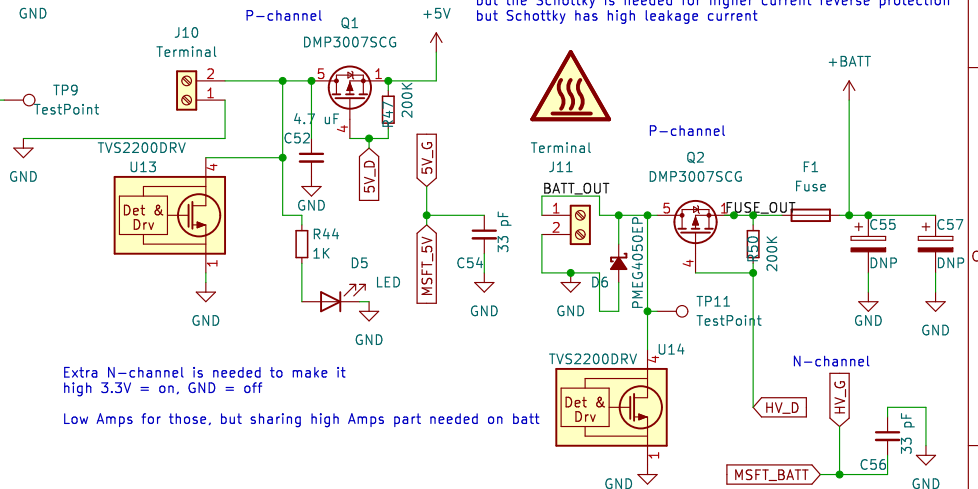 but the Schottky is needed for higher current reverse protection
but Schottky has high leakage current
GND
P-channel
Q1
DMP3007SCG
+5V
J10
Terminal
2
1
5
1
4
R47
200K
TP9
TestPoint
4.7 uF
C52
GND
GND
TVS2200DRV
U13
4
Det &
Drv
1
GND
5V_D
5V_G
MSFT_5V
33 pF
C54
GND
R44
1K
D5
LED
GND
+BATT
P-channel
Q2
DMP3007SCG
Terminal
J11
BATT_OUT
1
2
5
1
4
FUSE_OUT
F1
Fuse
R50
200K
C55
DNP
GND
C57
DNP
GND
D6
PMEG4050EP
GND
TP11
TestPoint
U14
TVS2200DRV
4
Det &
Drv
1
GND
N-channel
HV_D
HV_G
MSFT_BATT
33 pF
C56
GND
Extra N-channel is needed to make it
high 3.3V = on, GND = off
Low Amps for those, but sharing high Amps part needed on batt